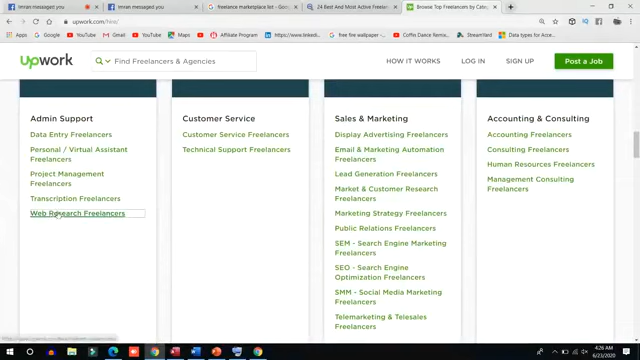 Imran messaged you
Imran messaged you
freelance marketplace list - Goo
24 Best And Most Active Freelan
Browse Top Freelancers by Categ
upwork.com/hire/
Apps
Google
YouTube
Gmail
Maps
Affiliate Program
https://www.linkedi
free fire wallpaper
Coffin Dance Remix
StreamYard
Data types Acce
upwork
Find Freelancers & Agencies
HOW IT WORKS
LOG IN
SIGN UP
Post a Job
Admin Support
Data Entry Freelancers
Personal / Virtual Assistant
Freelancers
Project Management
Freelancers
Transcription Freelancers
Web Research Freelancers
Customer Service
Customer Service Freelancers
Technical Support Freelancers
Sales & Marketing
Display Advertising Freelancers
Email & Marketing Automation
Freelancers
Lead Generation Freelancers
Market & Customer Research
Freelancers
Marketing Strategy Freelancers
Public Relations Freelancers
SEM - Search Engine Marketing
Freelancers
SEO - Search Engine
Optimization Freelancers
SMM - Social Media Marketing
Freelancers
Telemarketing & Telesales
Freelancers
Accounting & Consulting
Accounting Freelancers
Consulting Freelancers
Human Resources Freelancers
Management Consulting
Freelancers
4:26 AM
6/23/2020